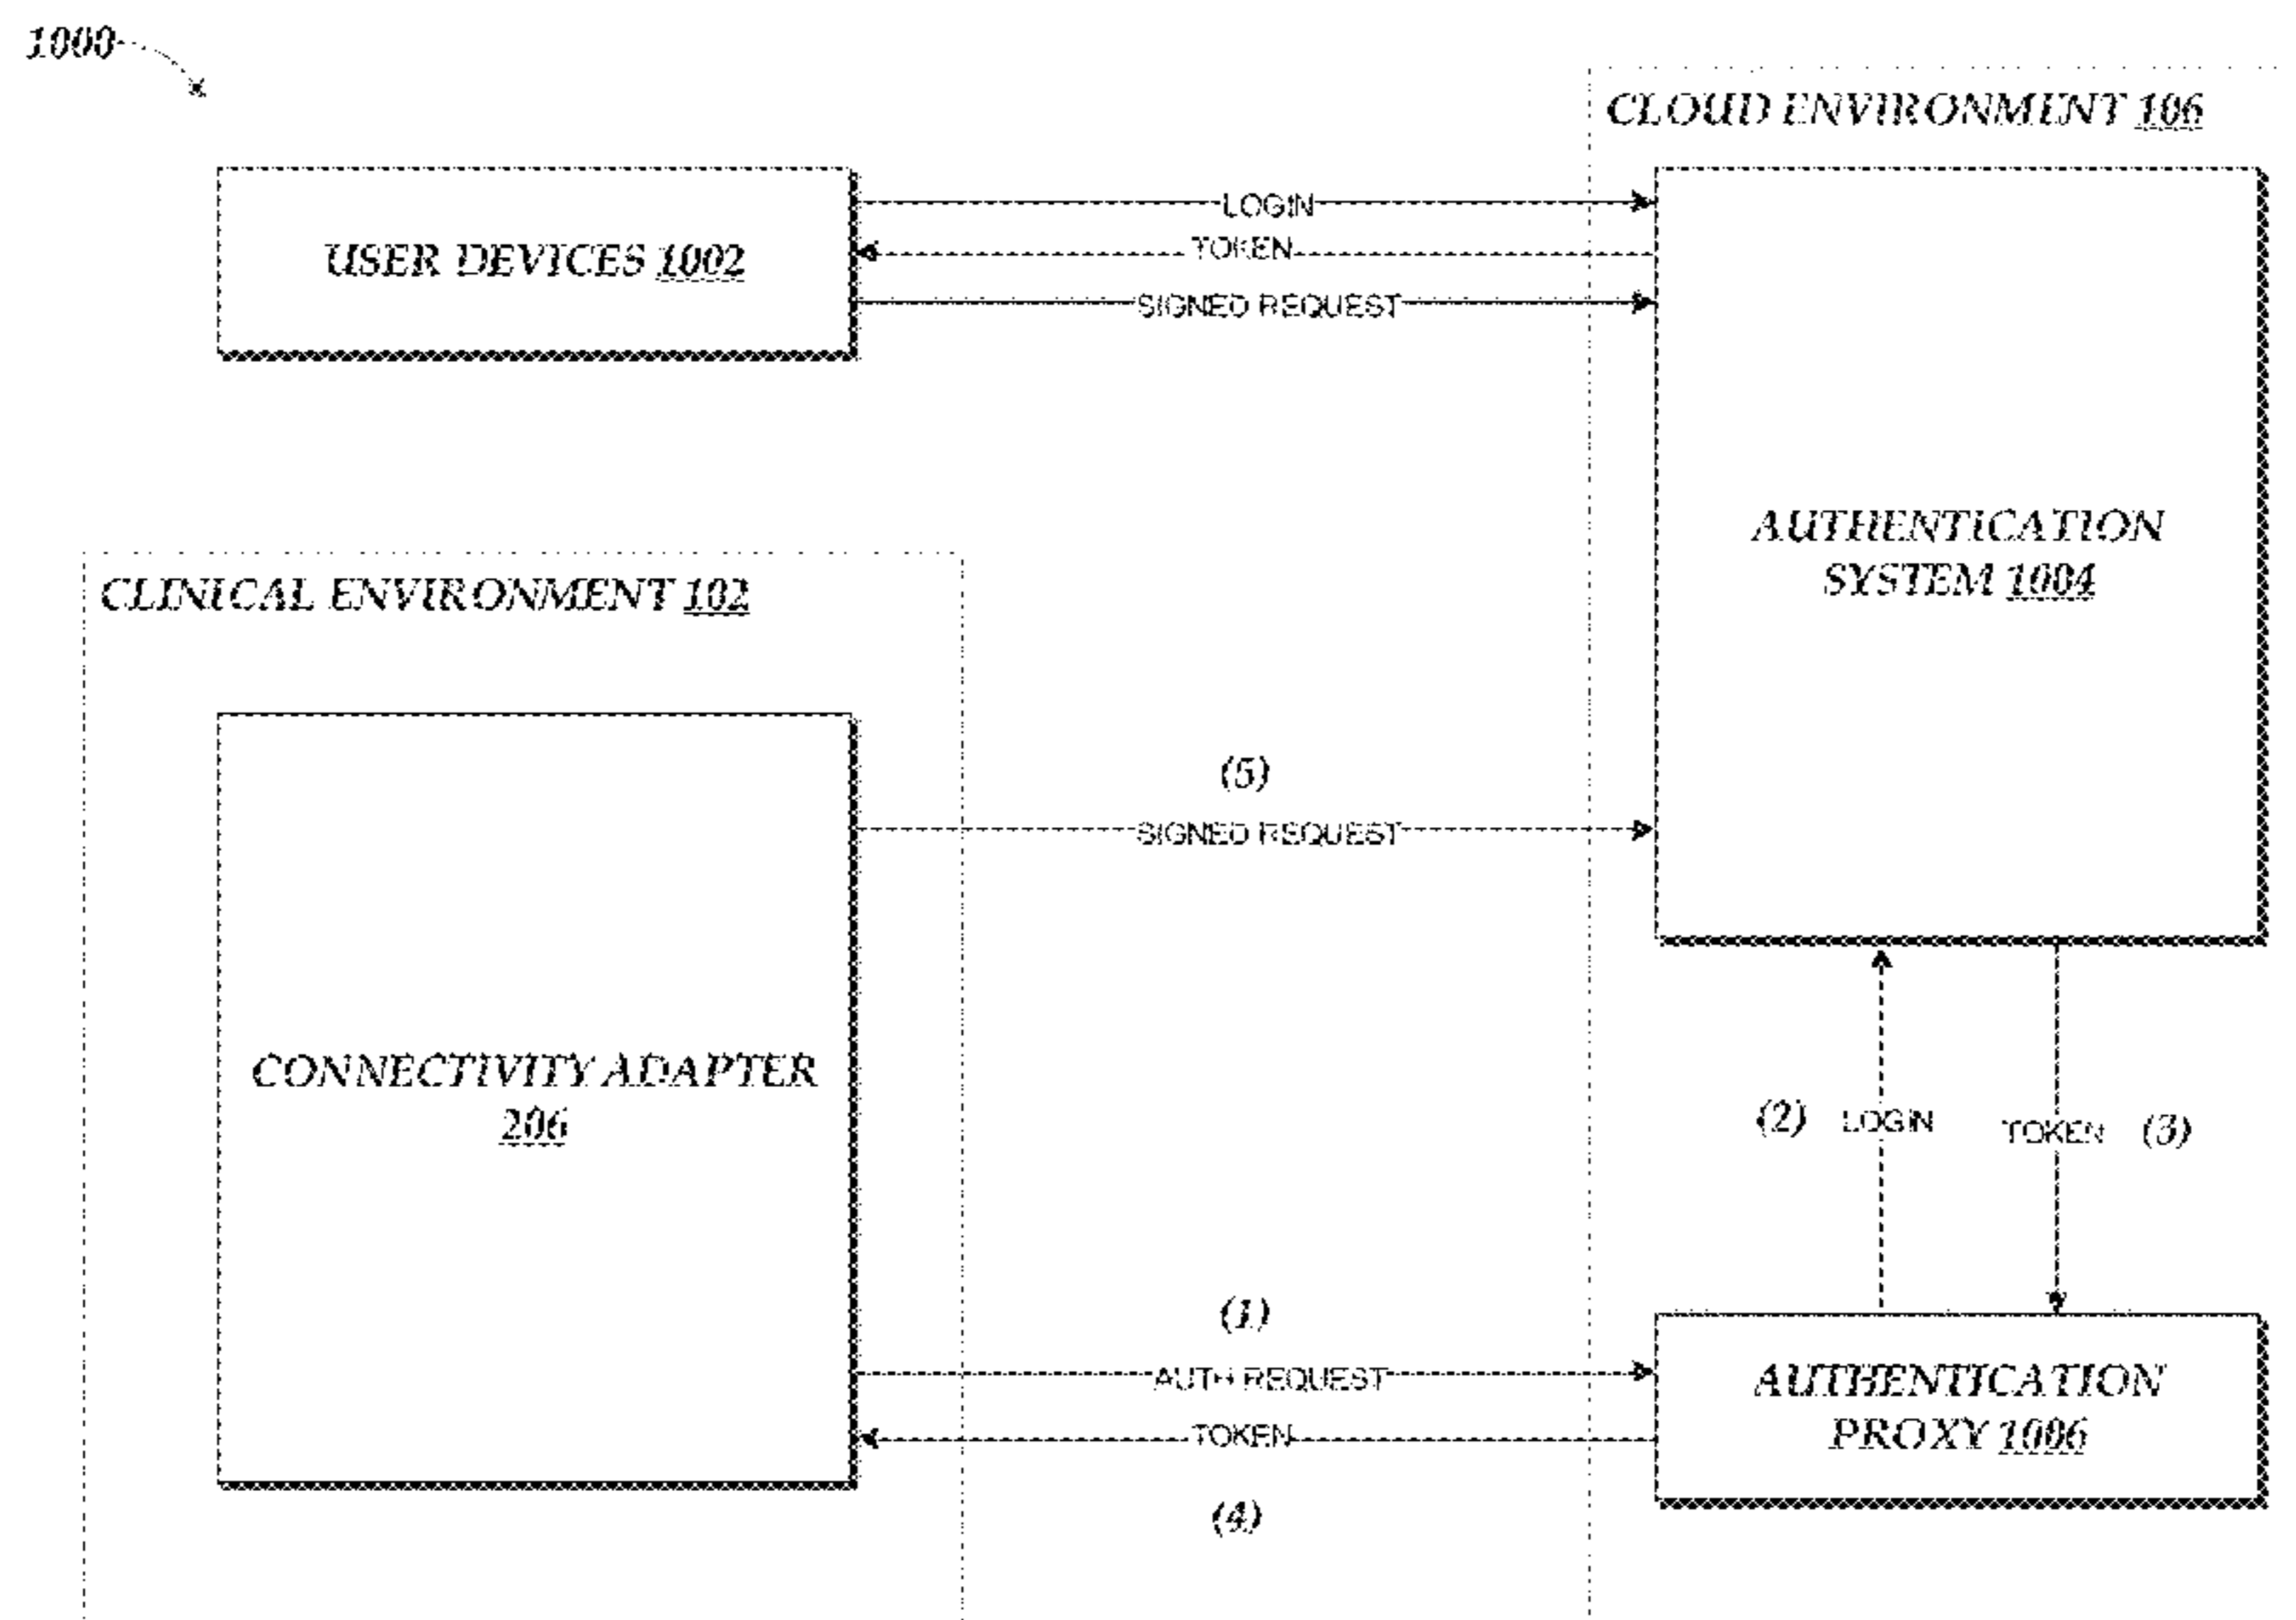 1000
CLOUD ENVIRONMENT 106
USER DEVICES 1002
LOGIN
TOKEN
SIGNED REQUEST
AUTHENTICATION
SYSTEM 1004
CLINICAL ENVIRONMENT 102
(5)
SIGNED REQUEST
CONNECTIVITY ADAPTER
206
(2) LOGIN
TOKEN (3)
(1)
AUTH REQUEST
TOKEN
(4)
AUTHENTICATION
PROXY 1006